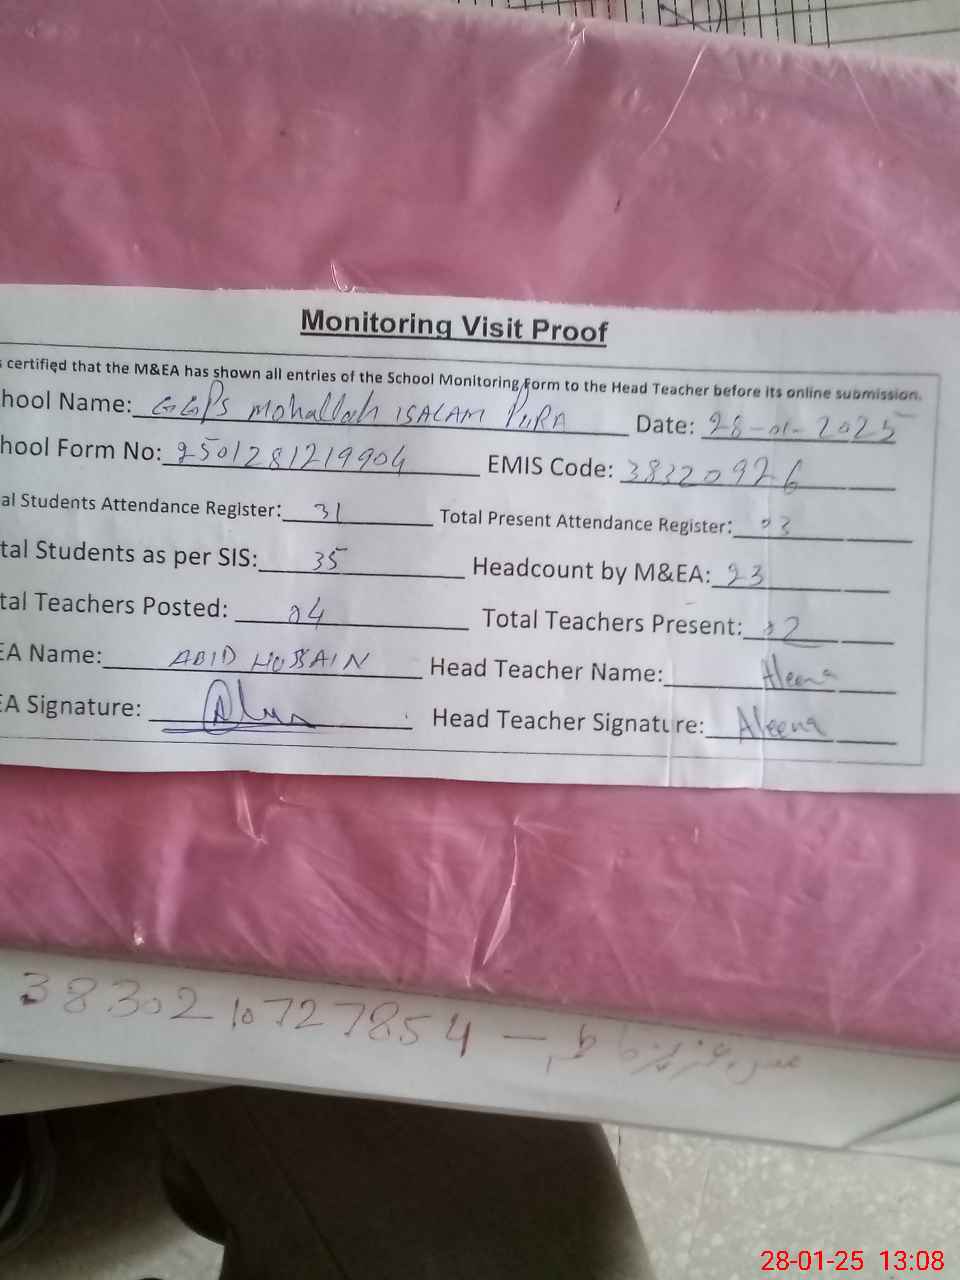 Monitoring Visit Proof
certified that the M&EA has shown all entries of the School Monitoring Form to the Head Teacher before its online submission.
hool Name: GGPS Mohallah ISALAM PURA Date: 28-01-2025
hool Form No: 2501281219904 EMIS Code: 38320926
al Students Attendance Register: 31 Total Present Attendance Register: 23
tal Students as per SIS: 35 Headcount by M&EA: 23
tal Teachers Posted: 04 Total Teachers Present: 02
EA Name: ABID HUSSAIN Head Teacher Name: Aleena
EA Signature: Head Teacher Signature: Aleena
3830210727854 —
28-01-25 13:08